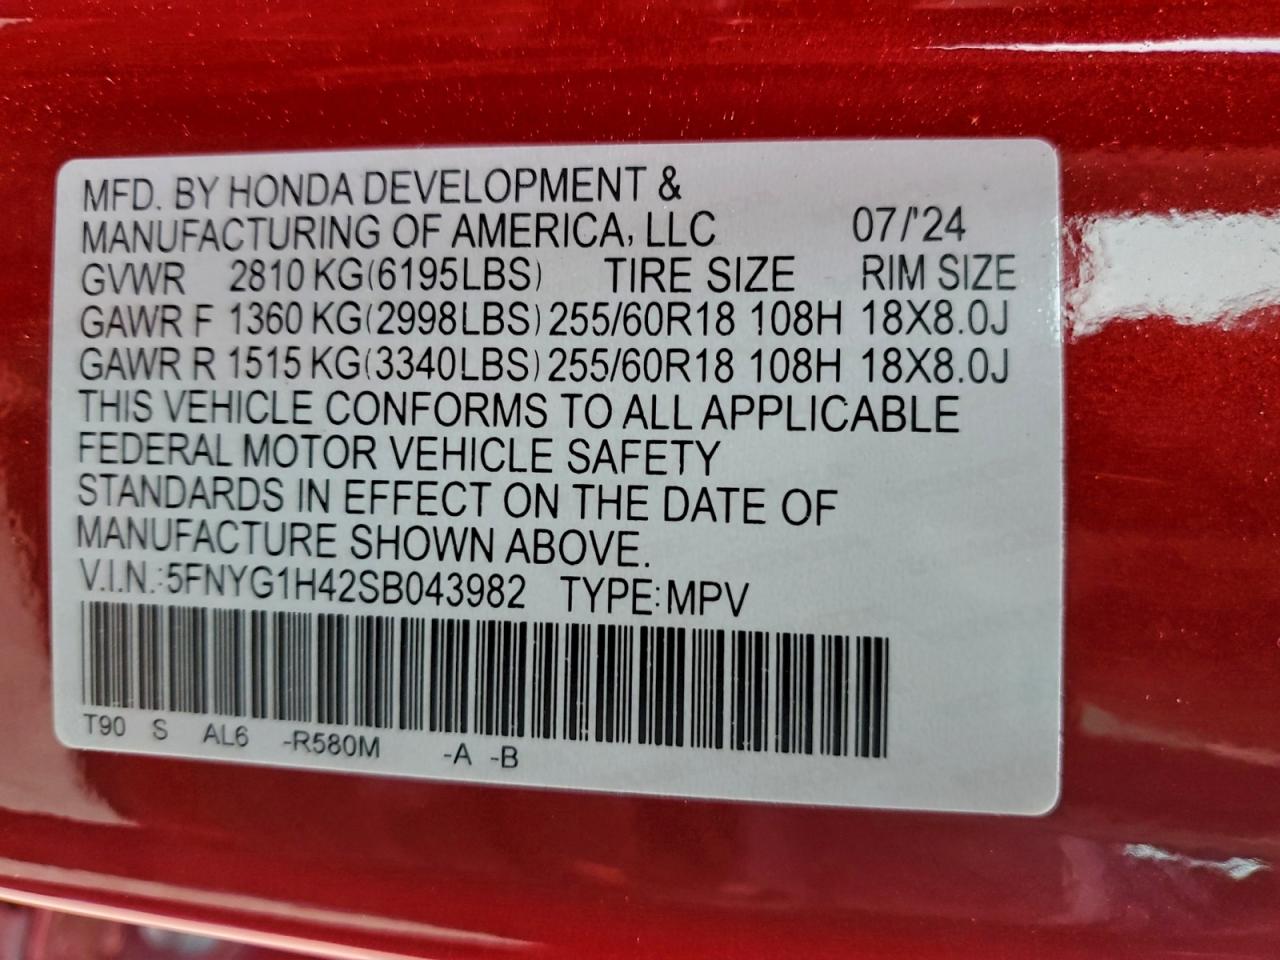 MFD. BY HONDA DEVELOPMENT &
MANUFACTURING OF AMERICA, LLC 07/'24
GVWR 2810 KG(6195LBS) TIRE SIZE RIM SIZE
GAWR F 1360 KG(2998LBS) 255/60R18 108H 18X8.0J
GAWR R 1515 KG(3340LBS) 255/60R18 108H 18X8.0J
THIS VEHICLE CONFORMS TO ALL APPLICABLE
FEDERAL MOTOR VEHICLE SAFETY
STANDARDS IN EFFECT ON THE DATE OF
MANUFACTURE SHOWN ABOVE.
V.I.N.:5FNYG1H42SB043982 TYPE:MPV
T90 S AL6 -R580M -A -B